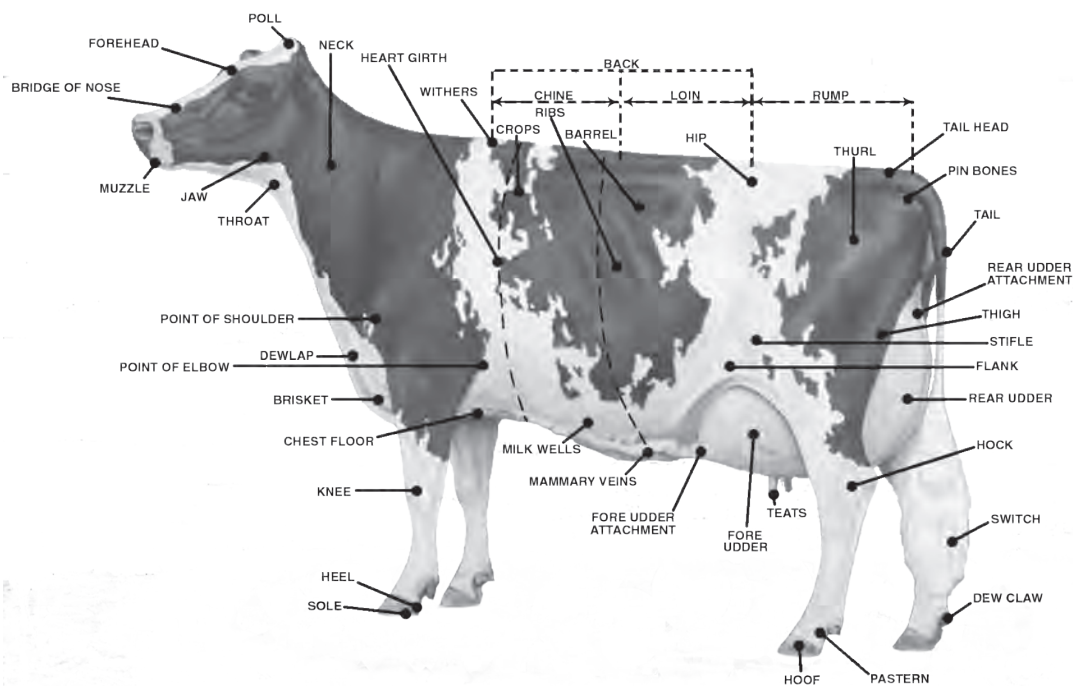 POLL
FOREHEAD
NECK
HEART GIRTH
BACK
BRIDGE OF NOSE
WITHERS
CHINE
LOIN
RUMP
RIBS
CROPS
BARREL
HIP
TAIL HEAD
THURL
PIN BONES
MUZZLE
JAW
THROAT
TAIL
REAR UDDER
ATTACHMENT
POINT OF SHOULDER
THIGH
STIFLE
DEWLAP
POINT OF ELBOW
FLANK
BRISKET
REAR UDDER
CHEST FLOOR
MILK WELLS
HOCK
MAMMARY VEINS
KNEE
FORE UDDER
ATTACHMENT
TEATS
FORE
UDDER
SWITCH
HEEL
SOLE
DEW CLAW
HOOF
PASTERN